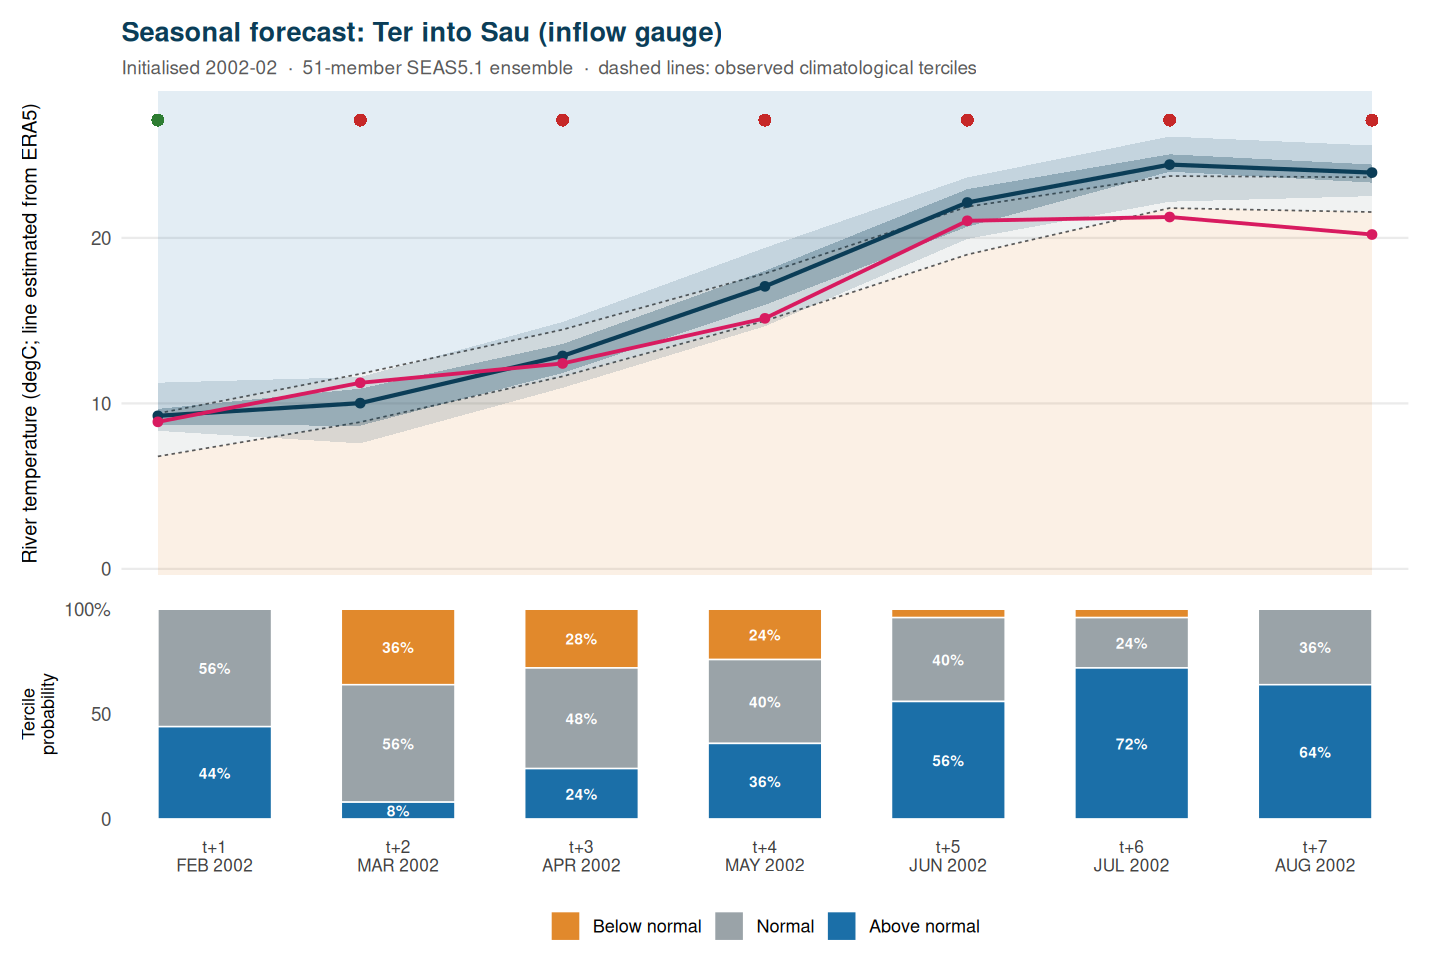 Seasonal forecast: Ter into Sau (inflow gauge)
Initialised 2002-02 · 51-member SEAS5.1 ensemble · dashed lines: observed climatological terciles
River temperature (degC; line estimated from ERA5)
20
10
0
Tercile
probability
100%
50
0
56%
44%
36%
56%
8%
28%
48%
24%
24%
40%
36%
40%
56%
24%
72%
36%
64%
t+1
FEB 2002
t+2
MAR 2002
t+3
APR 2002
t+4
MAY 2002
t+5
JUN 2002
t+6
JUL 2002
t+7
AUG 2002
Below normal
Normal
Above normal